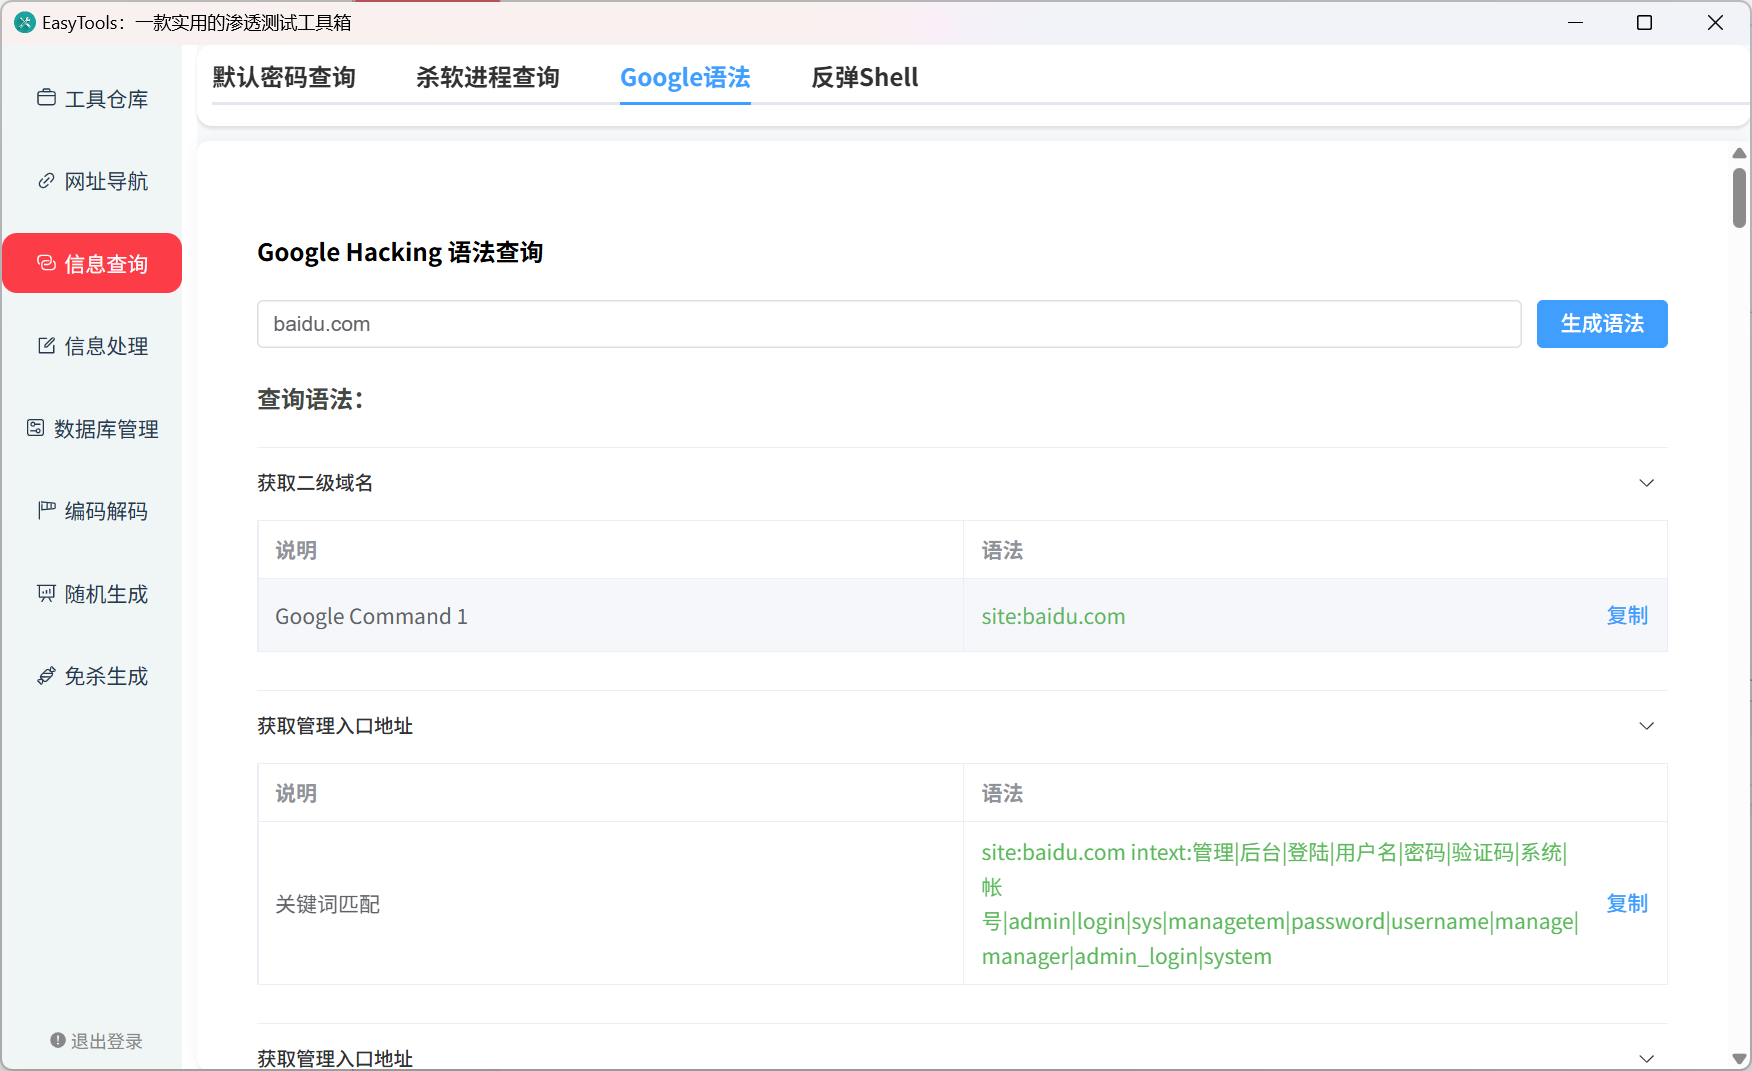 EasyTools：一款实用的渗透测试工具箱
工具仓库
网址导航
信息查询
信息处理
数据库管理
编码解码
随机生成
免杀生成
退出登录
默认密码查询
杀软进程查询
Google语法
反弹Shell
Google Hacking 语法查询
baidu.com
生成语法
查询语法：
获取二级域名
说明
语法
Google Command 1
site:baidu.com
复制
获取管理入口地址
说明
语法
关键词匹配
site:baidu.com intext:管理|后台|登陆|用户名|密码|验证码|系统|
帐
号|admin|login|sys|managetem|password|username|manage|
manager|admin_login|system
复制
获取管理入口地址